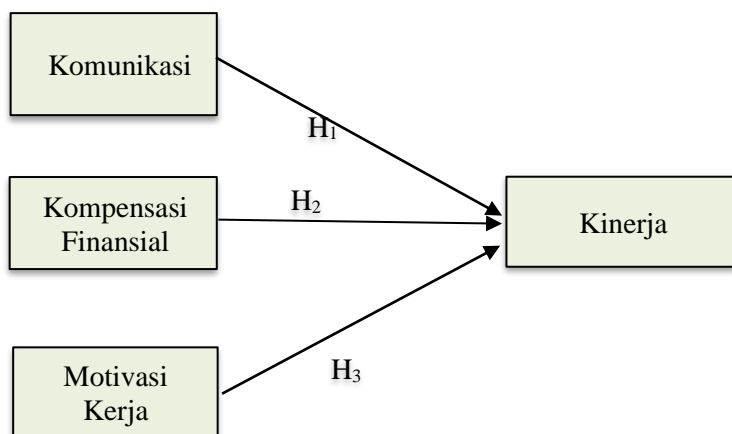 Komunikasi
H1
Kompensasi
Finansial
H2
Kinerja
Motivasi
Kerja
H3